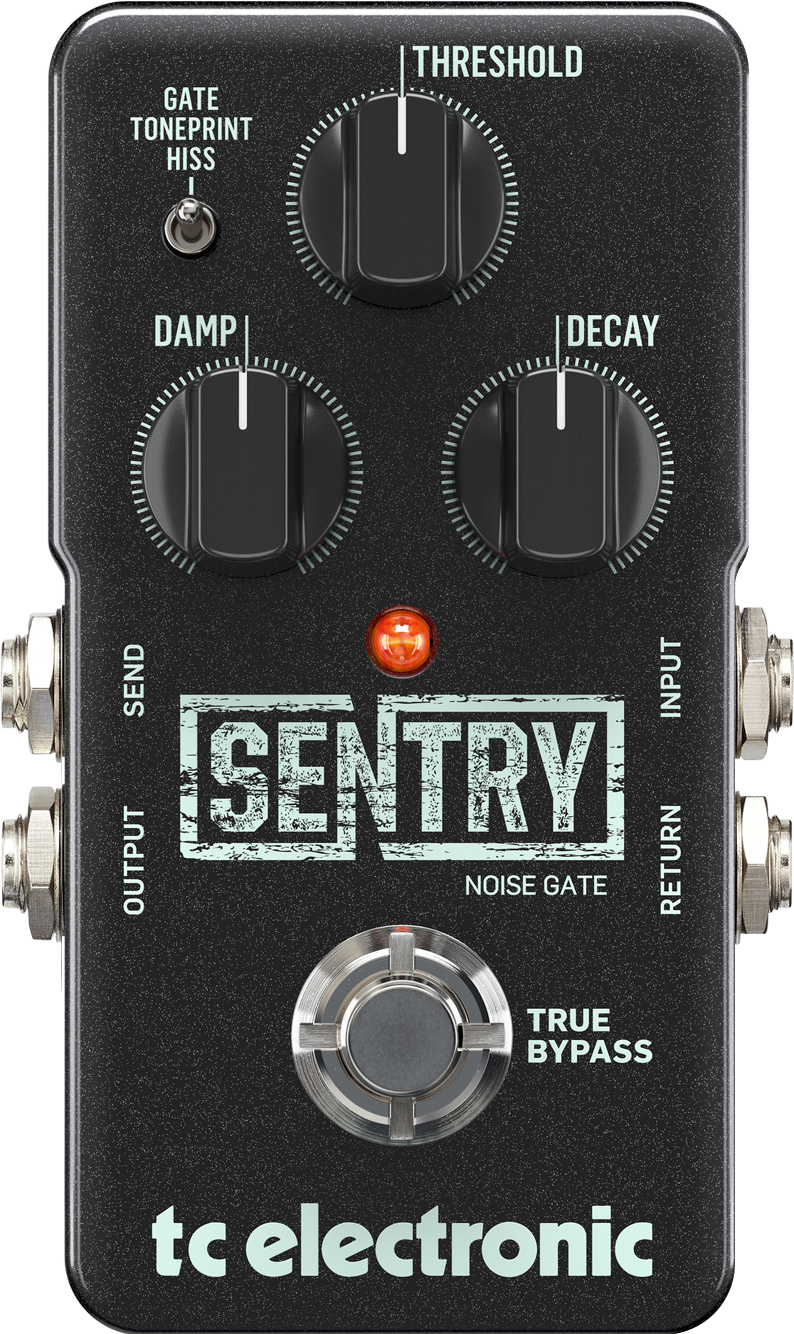 THRESHOLD
GATE
TONEPRINT
HISS
DAMP
DECAY
SEND
INPUT
SENTRY
OUTPUT
RETURN
NOISE GATE
TRUE
BYPASS
tc electronic